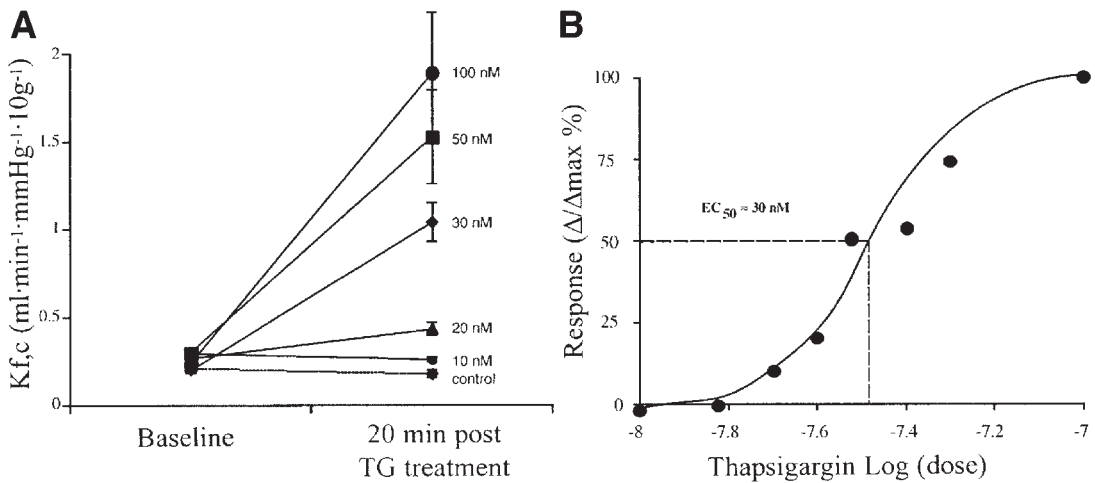 A
Kf,c (ml·min⁻¹·mmHg⁻¹·10g⁻¹)
2
1.5
1
0.5
0
100 nM
50 nM
30 nM
20 nM
10 nM
control
Baseline
20 min post
TG treatment
B
Response (Δ/Δmax %)
100
75
50
25
0
EC50 = 30 nM
-8
-7.8
-7.6
-7.4
-7.2
-7
Thapsigargin Log (dose)